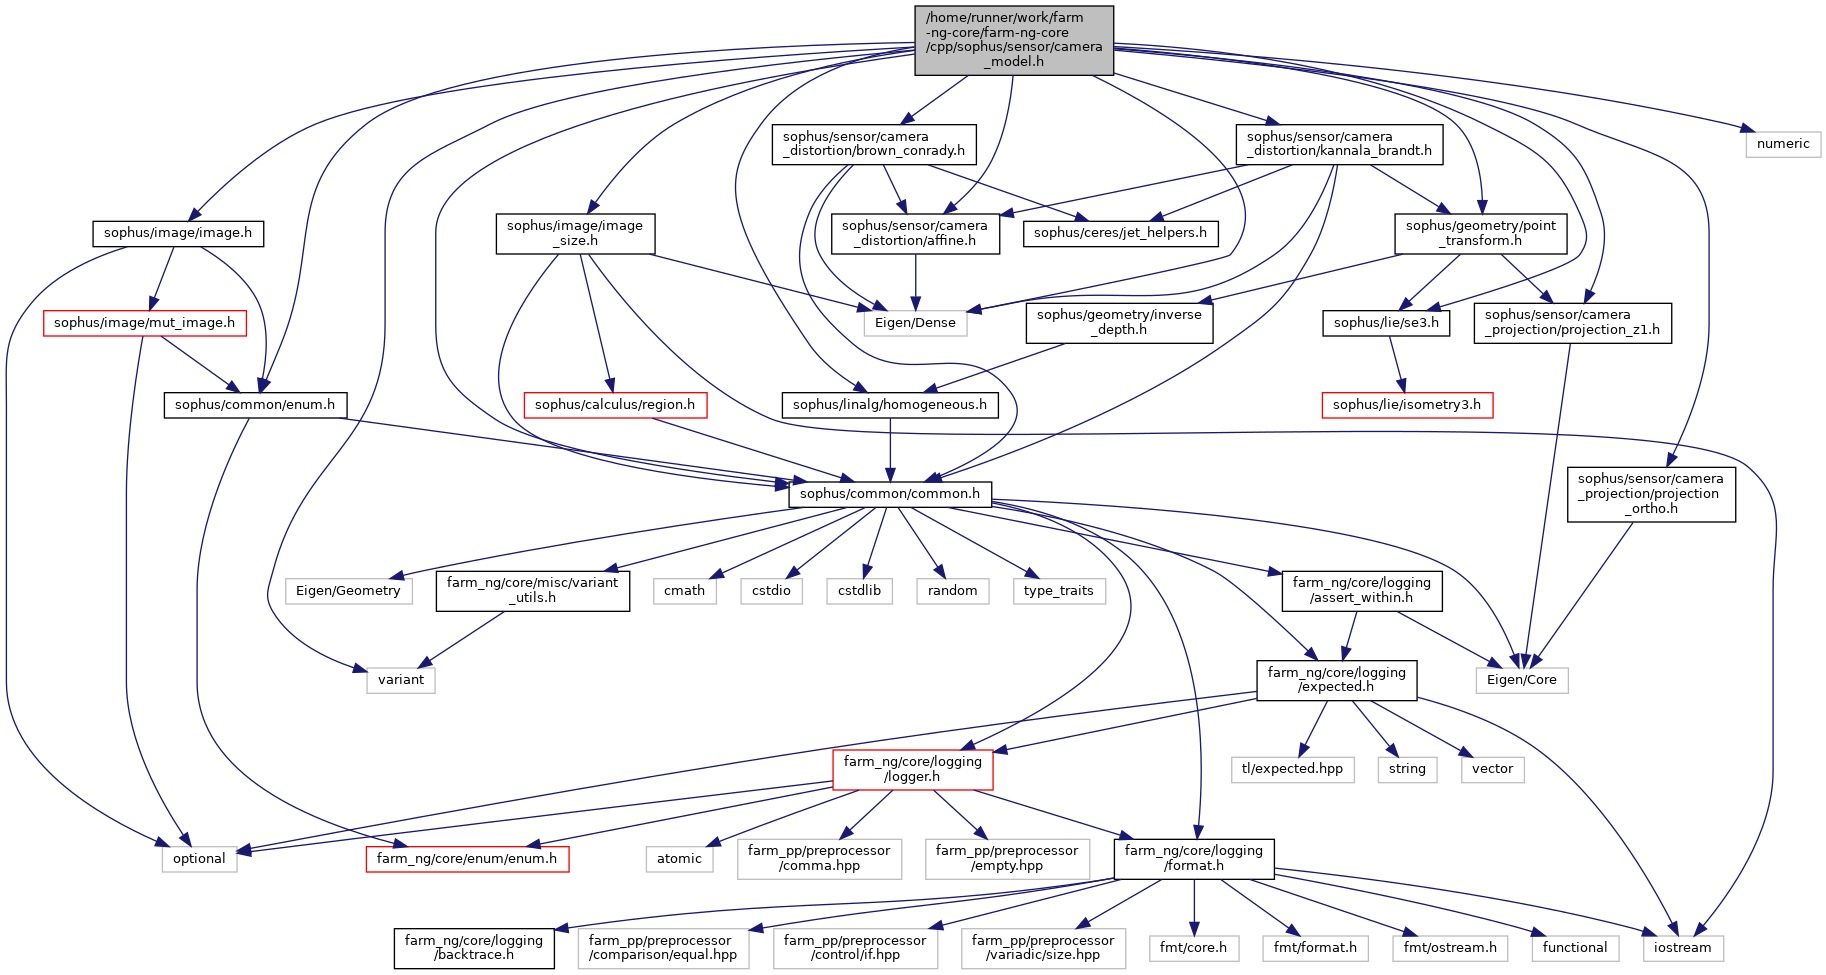 /home/runner/work/farm
-ng-core/farm-ng-core
/cpp/sophus/sensor/camera
_model.h
sophus/sensor/camera
_distortion/brown_conrady.h
sophus/sensor/camera
_distortion/kannala_brandt.h
numeric
sophus/image/image.h
sophus/image/image
_size.h
sophus/sensor/camera
_distortion/affine.h
sophus/ceres/jet_helpers.h
sophus/geometry/point
_transform.h
sophus/image/mut_image.h
Eigen/Dense
sophus/geometry/inverse
_depth.h
sophus/lie/se3.h
sophus/sensor/camera
_projection/projection_z1.h
sophus/common/enum.h
sophus/calculus/region.h
sophus/linalg/homogeneous.h
sophus/lie/isometry3.h
sophus/common/common.h
sophus/sensor/camera
_projection/projection
_ortho.h
Eigen/Geometry
farm_ng/core/misc/variant
_utils.h
cmath
cstdio
cstdlib
random
type_traits
farm_ng/core/logging
/assert_within.h
variant
farm_ng/core/logging
/expected.h
Eigen/Core
farm_ng/core/logging
/logger.h
tl/expected.hpp
string
vector
optional
farm_ng/core/enum/enum.h
atomic
farm_pp/preprocessor
/comma.hpp
farm_pp/preprocessor
/empty.hpp
farm_ng/core/logging
/format.h
farm_ng/core/logging
/backtrace.h
farm_pp/preprocessor
/comparison/equal.hpp
farm_pp/preprocessor
/control/if.hpp
farm_pp/preprocessor
/variadic/size.hpp
fmt/core.h
fmt/format.h
fmt/ostream.h
functional
iostream